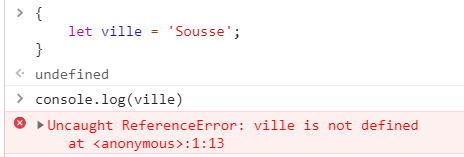 > {
    let ville = 'Sousse';
}
undefined
> console.log(ville)
Uncaught ReferenceError: ville is not defined
    at <anonymous>:1:13